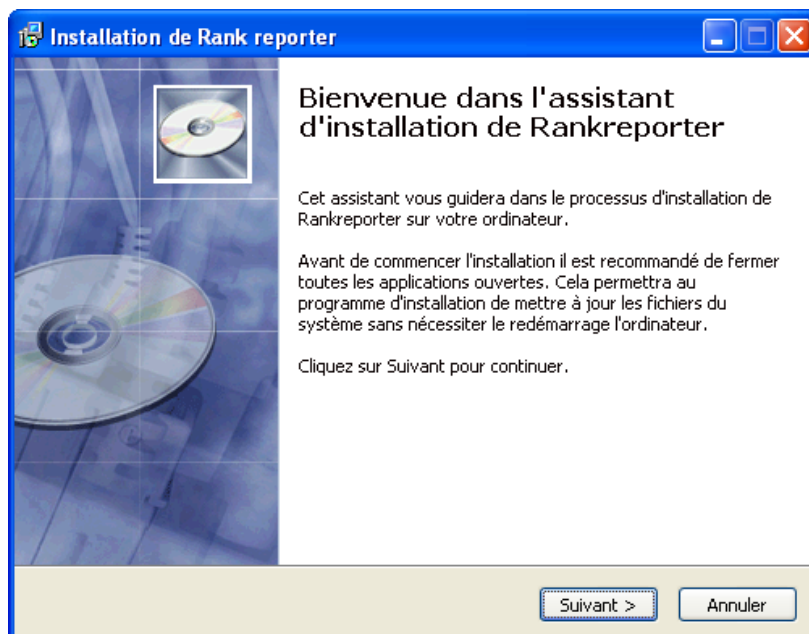 Installation de Rank reporter
Bienvenue dans l'assistant
d'installation de Rankreporter
Cet assistant vous guidera dans le processus d'installation de
Rankreporter sur votre ordinateur.
Avant de commencer l'installation il est recommandé de fermer
toutes les applications ouvertes. Cela permettra au
programme d'installation de mettre à jour les fichiers du
système sans nécessiter le redémarrage l'ordinateur.
Cliquez sur Suivant pour continuer.
Suivant >
Annuler